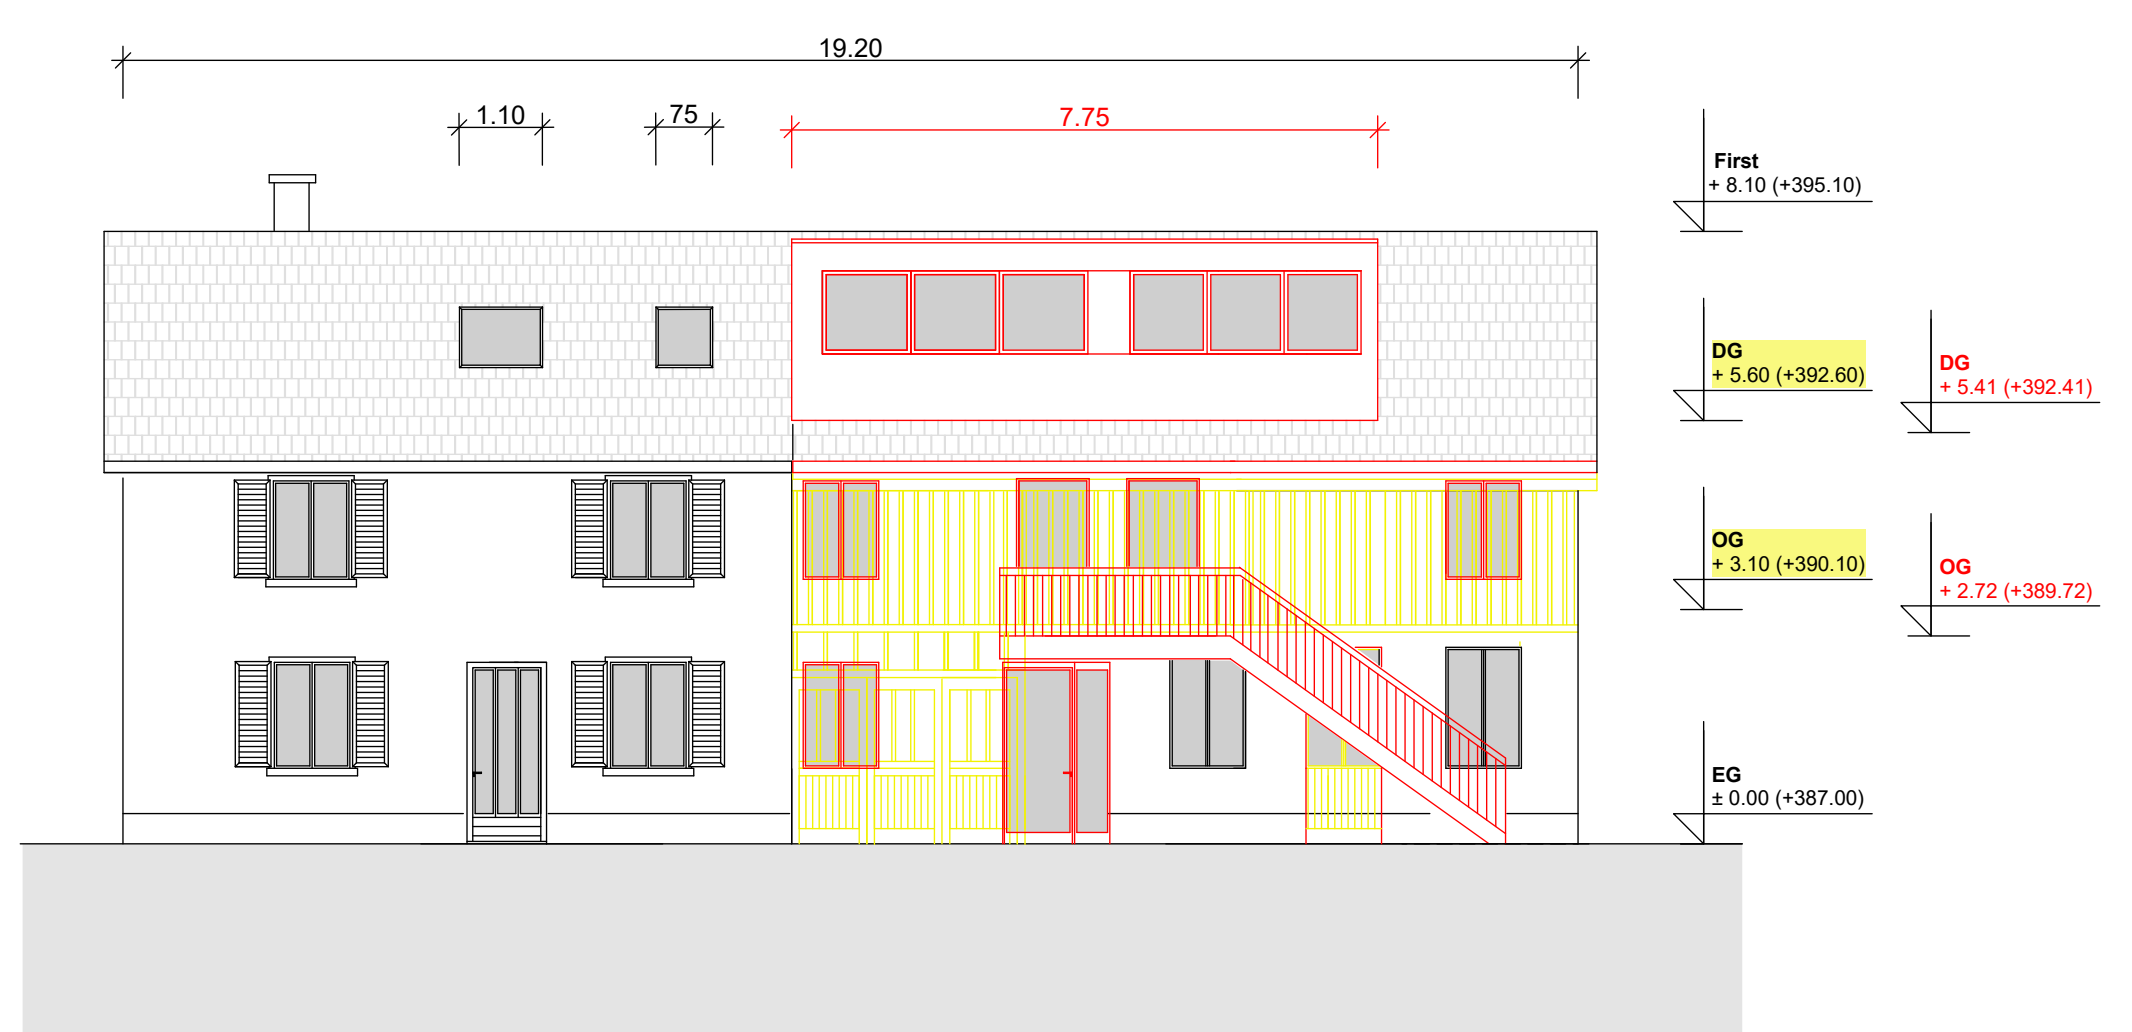 19.20
1.10
75
7.75
First
+ 8.10 (+395.10)
DG
+ 5.60 (+392.60)
DG
+ 5.41 (+392.41)
OG
+ 3.10 (+390.10)
OG
+ 2.72 (+389.72)
EG
± 0.00 (+387.00)